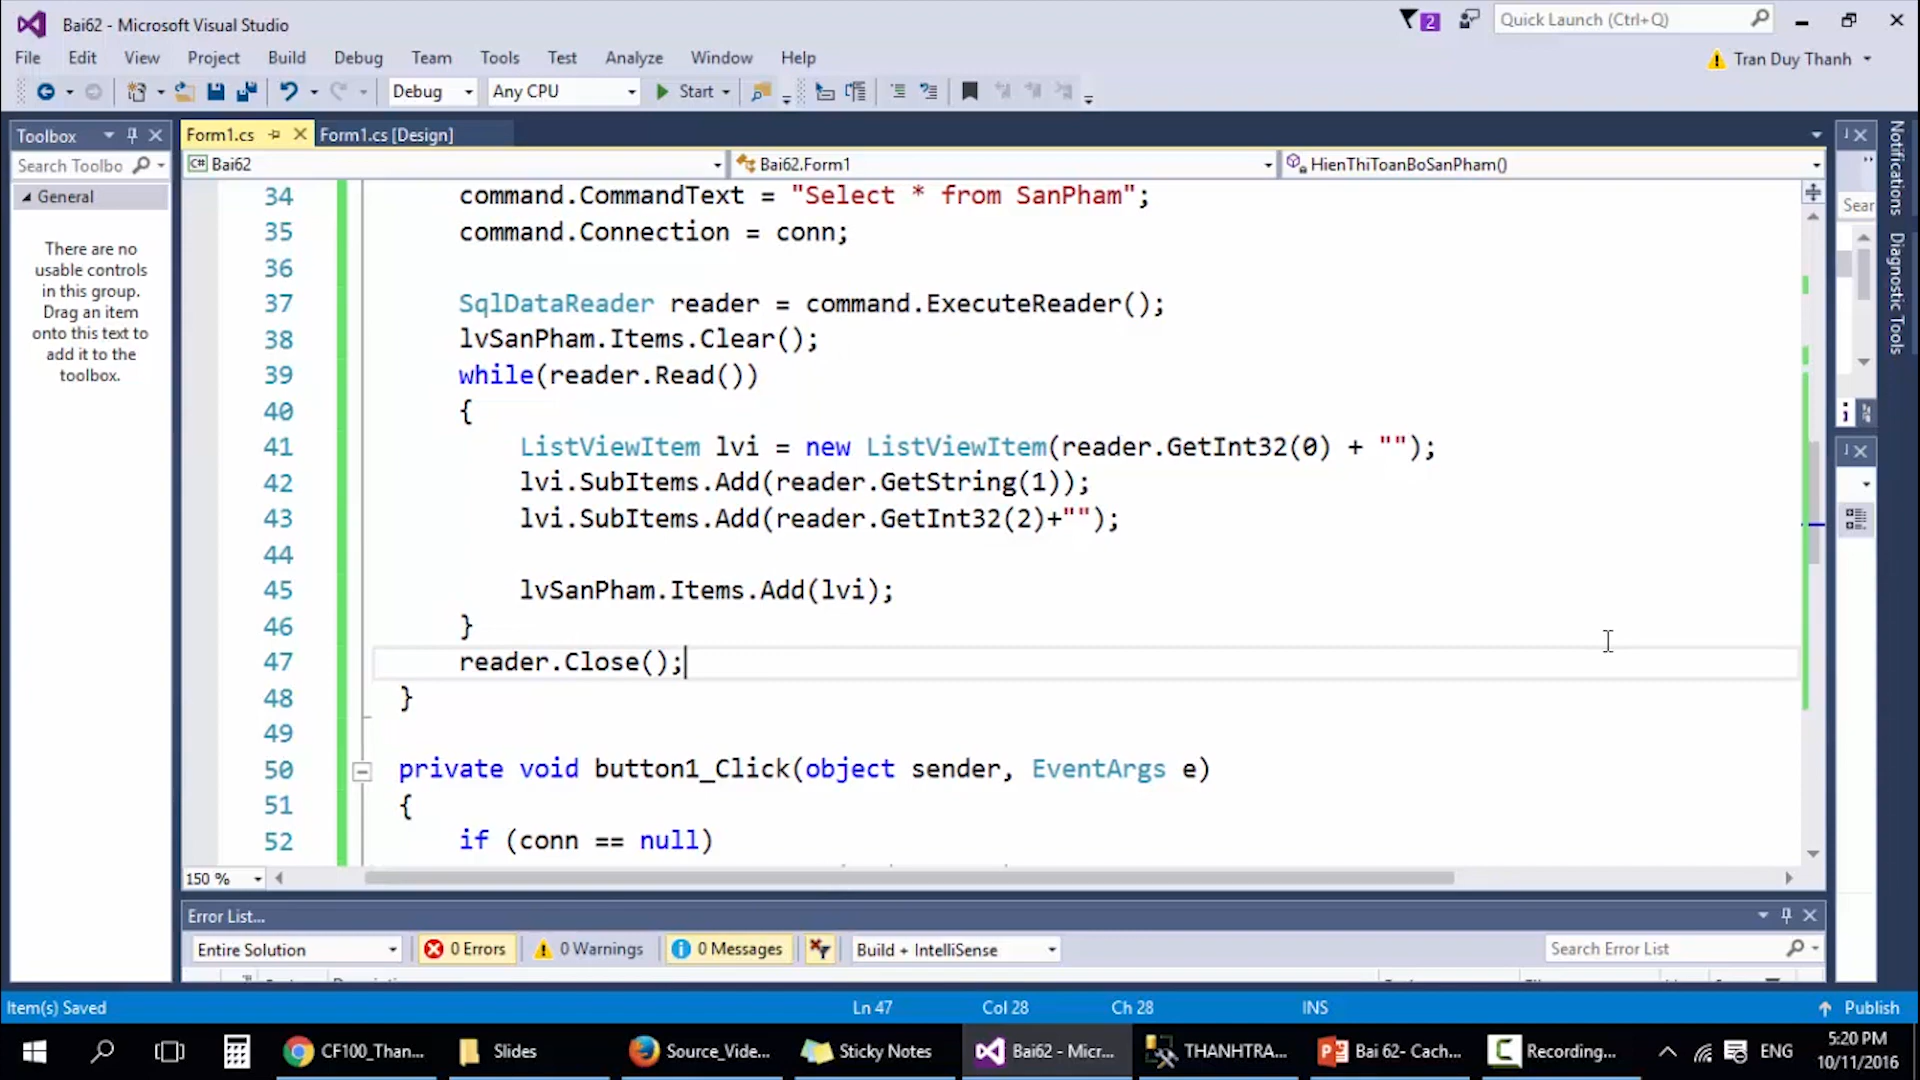 Bai62 - Microsoft Visual Studio
2
Quick Launch (Ctrl+Q)
File Edit View Project Build Debug Team Tools Test Analyze Window Help
Tran Duy Thanh
Debug Any CPU Start
Toolbox
Form1.cs Form1.cs [Design]
Search Toolbo
C# Bai62 Bai62.Form1 HienThiToanBoSanPham()
General
There are no
usable controls
in this group.
Drag an item
onto this text to
add it to the
toolbox.
Notifications
Diagnostic Tools
Sear
34 command.CommandText = "Select * from SanPham";
35 command.Connection = conn;
36
37 SqlDataReader reader = command.ExecuteReader();
38 lvSanPham.Items.Clear();
39 while(reader.Read())
40 {
41 ListViewItem lvi = new ListViewItem(reader.GetInt32(0) + "");
42 lvi.SubItems.Add(reader.GetString(1));
43 lvi.SubItems.Add(reader.GetInt32(2)+"");
44
45 lvSanPham.Items.Add(lvi);
46 }
47 reader.Close();
48 }
49
50 private void button1_Click(object sender, EventArgs e)
51 {
52 if (conn == null)
150 %
Error List...
Entire Solution 0 Errors 0 Warnings 0 Messages Build + IntelliSense Search Error List
Item(s) Saved Ln 47 Col 28 Ch 28 INS Publish
CF100_Than... Slides Source_Vide... Sticky Notes Bai62 - Micr... THANHTRA... Bai 62- Cach... Recording... ENG
5:20 PM
10/11/2016